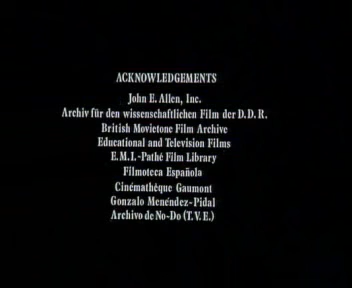 ACKNOWLEDGEMENTS
John E. Allen, Inc.
Archiv für den wissenschaftlichen Film der D.D.R.
British Movietone Film Archive
Educational and Television Films
E.M.I.-Pathé Film Library
Filmoteca Española
Cinémathèque Gaumont
Gonzalo Menéndez-Pidal
Archivo de No-Do (T.V.E.)